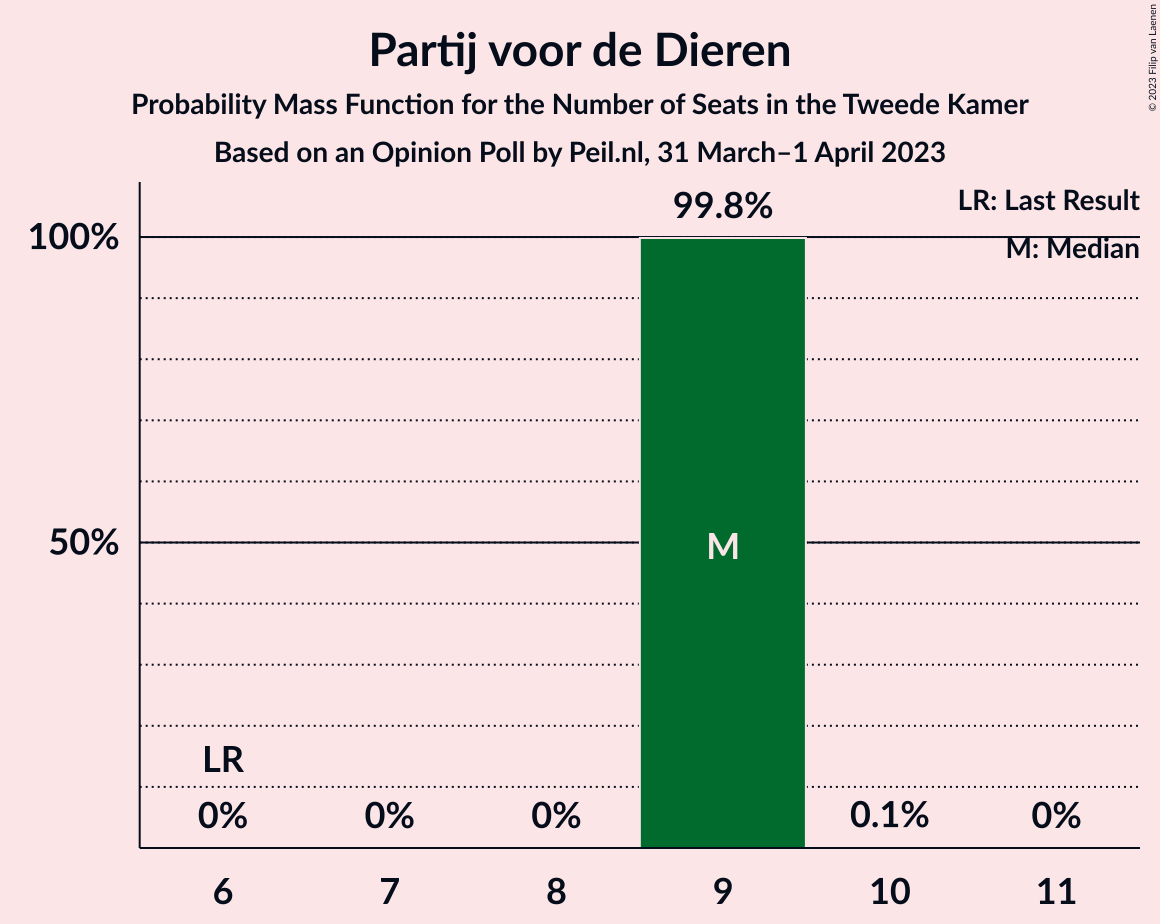 Partij voor de Dieren
Probability Mass Function for the Number of Seats in the Tweede Kamer
Based on an Opinion Poll by Peil.nl, 31 March–1 April 2023
© 2023 Filip van Laenen
99.8%
LR: Last Result
100%
M: Median
50%
M
LR
0%
0%
0%
0.1%
0%
6
7
8
9
10
11